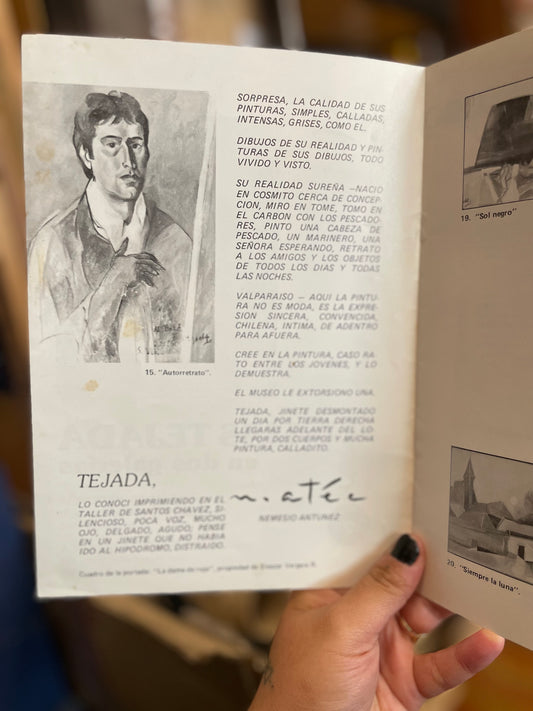 15. "Autorretrato".
TEJADA,
LO CONOCI IMPRIMIENDO EN EL
TALLER DE SANTOS CHAVEZ, SI-
LENCIOSO, POCA VOZ, MUCHO
OJO, DELGADO, AGUDO; PENSE
EN UN JINETE QUE NO HABIA
IDO AL HIPODROMO, DISTRAIDO.
SORPRESA, LA CALIDAD DE SUS
PINTURAS, SIMPLES, CALLADAS,
INTENSAS, GRISES, COMO EL.
DIBUJOS DE SU REALIDAD Y PIN-
TURAS DE SUS DIBUJOS, TODO
VIVIDO Y VISTO.
SU REALIDAD SUREÑA –NACIO
EN COSMITO CERCA DE CONCEP-
CION, MIRO EN TOME, TOMO EN
EL CARBON CON LOS PESCADO-
RES, PINTO UNA CABEZA DE
PESCADO, UN MARINERO, UNA
SEÑORA ESPERANDO, RETRATO
A LOS AMIGOS Y LOS OBJETOS
DE TODOS LOS DIAS Y TODAS
LAS NOCHES.
VALPARAISO – AQUI LA PINTU-
RA NO ES MODA, ES LA EXPRE-
SION SINCERA, CONVENCIDA,
CHILENA, INTIMA, DE ADENTRO
PARA AFUERA.
CREE EN LA PINTURA, CASO RA-
TO ENTRE LOS JOVENES, Y LO
DEMUESTRA.
EL MUSEO LE EXTORSIONO UNA.
TEJADA, JINETE DESMONTADO
UN DIA POR TIERRA DERECHA
LLEGARAS ADELANTE DEL LO-
TE, POR DOS CUERPOS Y MUCHA
PINTURA, CALLADITO.
NEMESIO ANTUNEZ
Cuadro de la portada: "La dama de rojo", propiedad de Vergara R.
19. "Sol negro"
20. "Siempre la luna".